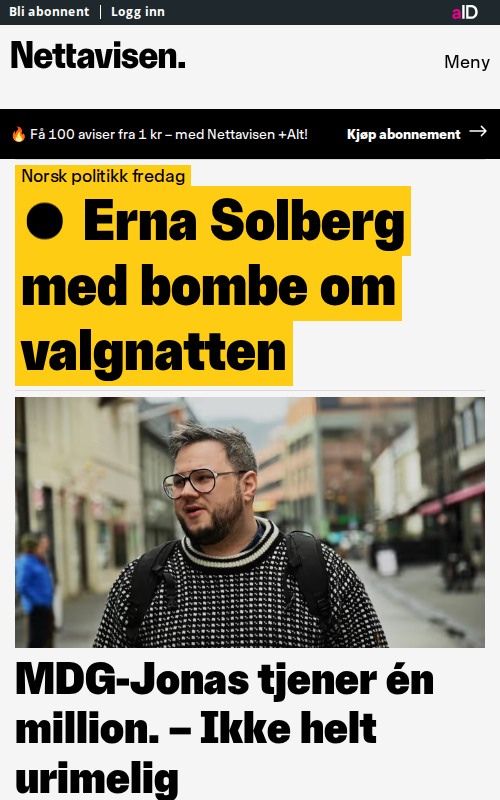 Bli abonnent | Logg inn
aID
Nettavisen.
Meny
🔥 Få 100 aviser fra 1 kr – med Nettavisen +Alt!
Kjøp abonnement →
Norsk politikk fredag
● Erna Solberg
med bombe om
valgnatten
MDG-Jonas tjener én
million. – Ikke helt
urimelig